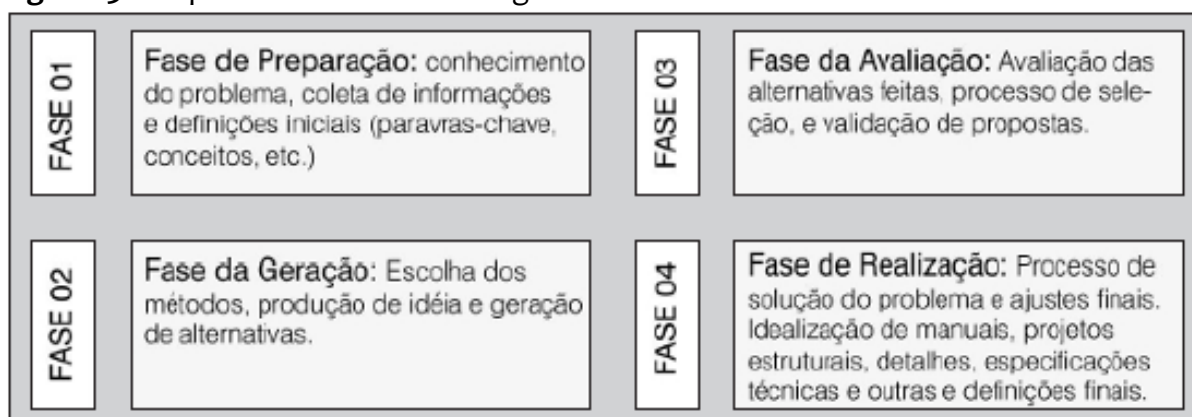 FASE 01
Fase de Preparação: conhecimento
do problema, coleta de informações
e definições iniciais (paravras-chave,
conceitos, etc.)
FASE 02
Fase da Geração: Escolha dos
métodos, produção de idéia e geração
de alternativas.
FASE 03
Fase da Avaliação: Avaliação das
alternativas feitas, processo de sele-
ção, e validação de propostas.
FASE 04
Fase de Realização: Processo de
solução do problema e ajustes finais.
Idealização de manuais, projetos
estruturais, detalhes, especificações
técnicas e outras e definições finais.